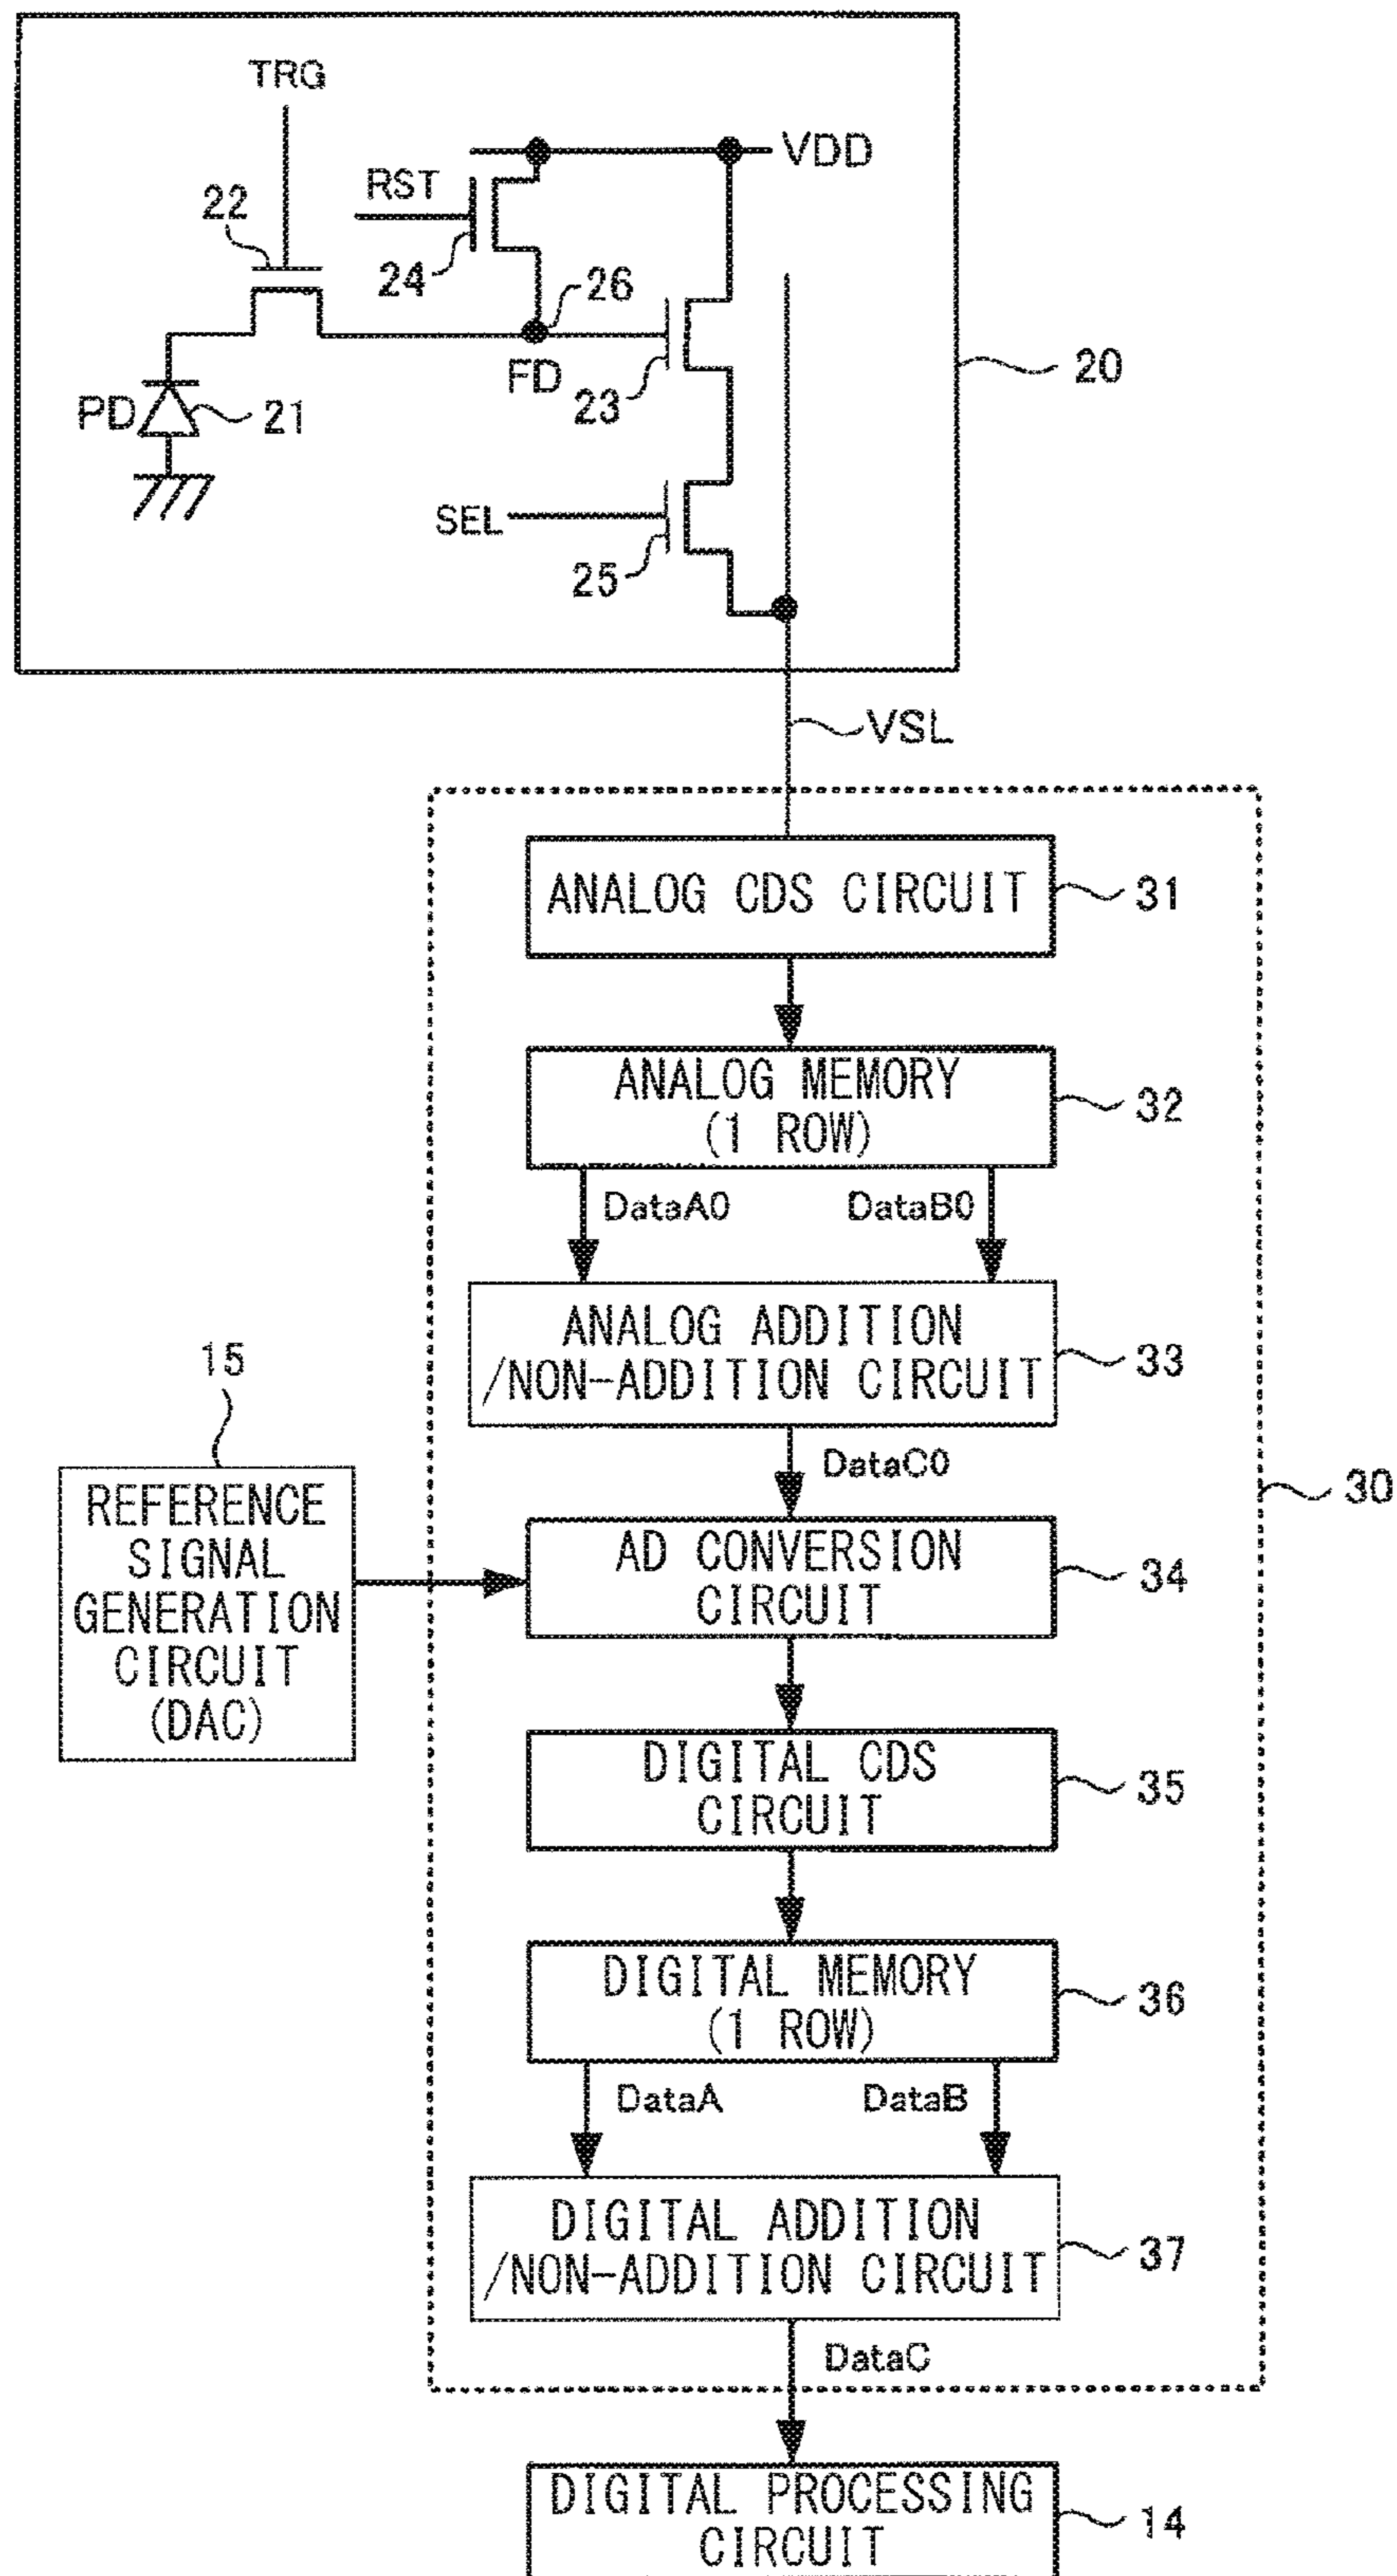 TRG
VDD
RST
22
24
26
20
FD
23
PD
21
SEL
25
VSL
ANALOG CDS CIRCUIT
31
ANALOG MEMORY
(1 ROW)
32
DataA0
DataB0
ANALOG ADDITION
/NON-ADDITION CIRCUIT
33
15
DataC0
30
REFERENCE
SIGNAL
GENERATION
CIRCUIT
(DAC)
AD CONVERSION
CIRCUIT
34
DIGITAL CDS
CIRCUIT
35
DIGITAL MEMORY
(1 ROW)
36
DataA
DataB
DIGITAL ADDITION
/NON-ADDITION CIRCUIT
37
DataC
DIGITAL PROCESSING
CIRCUIT
14